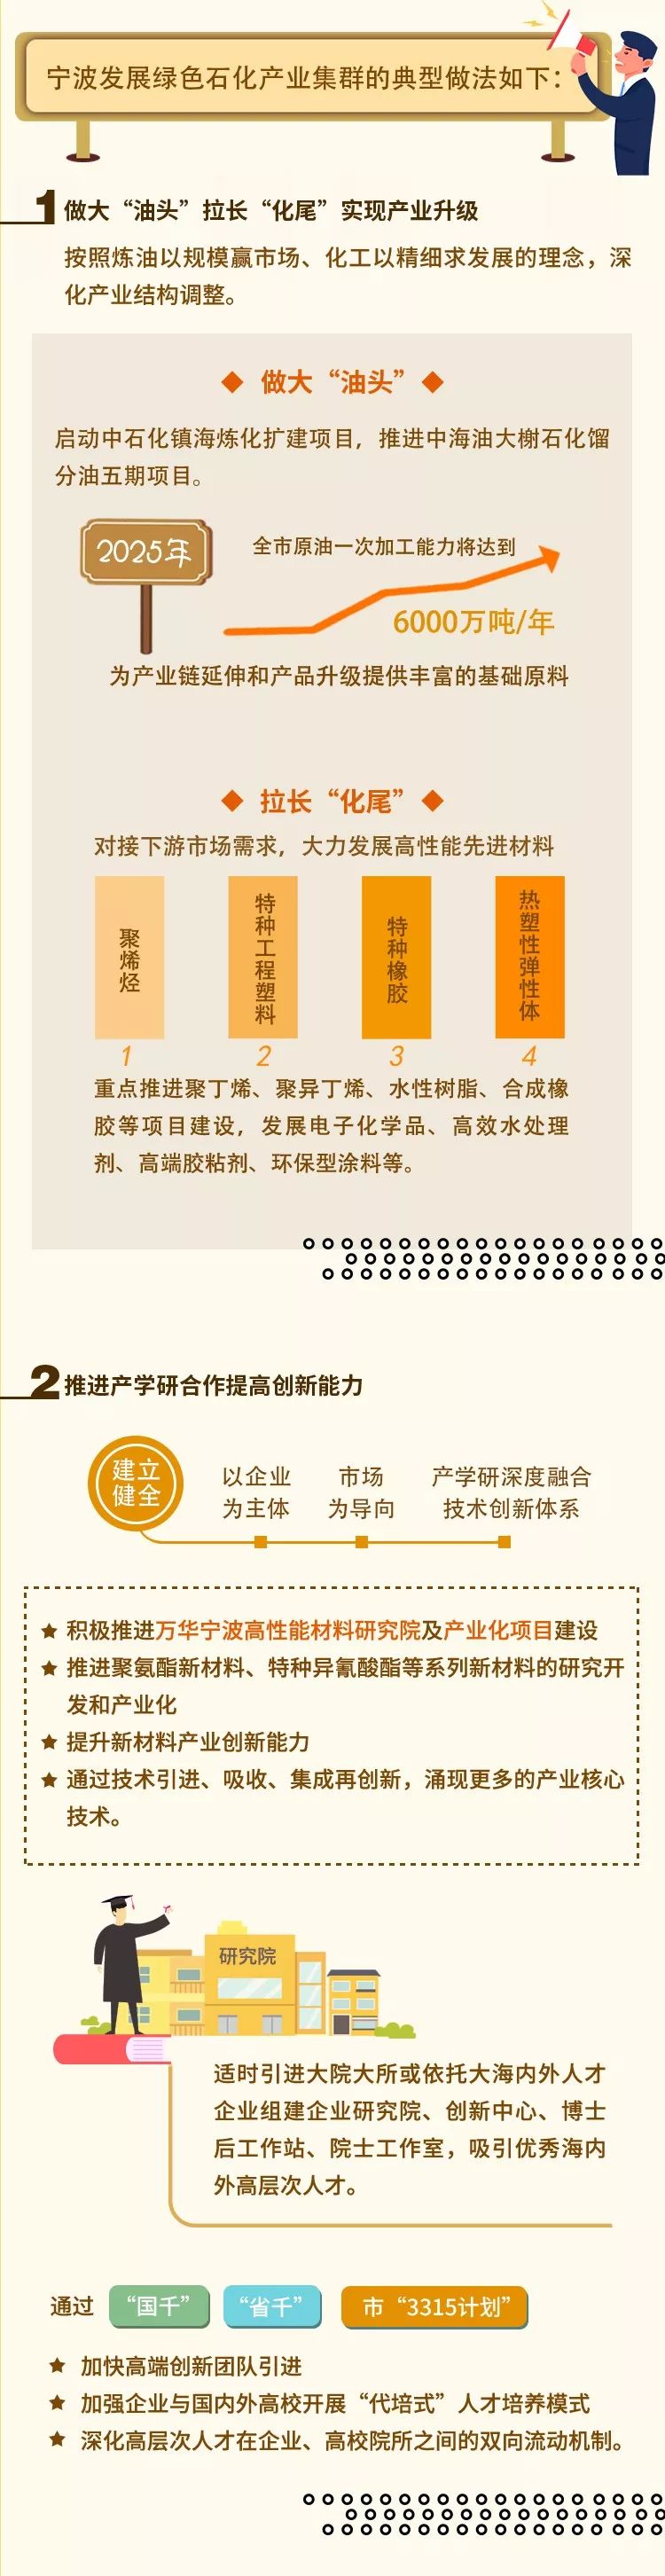 宁波发展绿色石化产业集群的典型做法如下：
1 做大“油头”拉长“化尾”实现产业升级
按照炼油以规模赢市场、化工以精细求发展的理念，深
化产业结构调整。
做大“油头”
启动中石化镇海炼化扩建项目，推进中海油大榭石化馏
分油五期项目。
2025年
全市原油一次加工能力将达到
6000万吨/年
为产业链延伸和产品升级提供丰富的基础原料
拉长“化尾”
对接下游市场需求，大力发展高性能先进材料
聚烯烃
特种工程塑料
特种橡胶
热塑性弹性体
1
2
3
4
重点推进聚丁烯、聚异丁烯、水性树脂、合成橡
胶等项目建设，发展电子化学品、高效水处理
剂、高端胶粘剂、环保型涂料等。
2 推进产学研合作提高创新能力
建立
健全
以企业
为主体
市场
为导向
产学研深度融合
技术创新体系
★ 积极推进万华宁波高性能材料研究院及产业化项目建设
★ 推进聚氨酯新材料、特种异氰酸酯等系列新材料的研究开
发和产业化
★ 提升新材料产业创新能力
★ 通过技术引进、吸收、集成再创新，涌现更多的产业核心
技术。
研究院
适时引进大院大所或依托大海内外人才
企业组建企业研究院、创新中心、博士
后工作站、院士工作室，吸引优秀海内
外高层次人才。
通过 “国千” “省千” 市“3315计划”
★ 加快高端创新团队引进
★ 加强企业与国内外高校开展“代培式”人才培养模式
★ 深化高层次人才在企业、高校院所之间的双向流动机制。